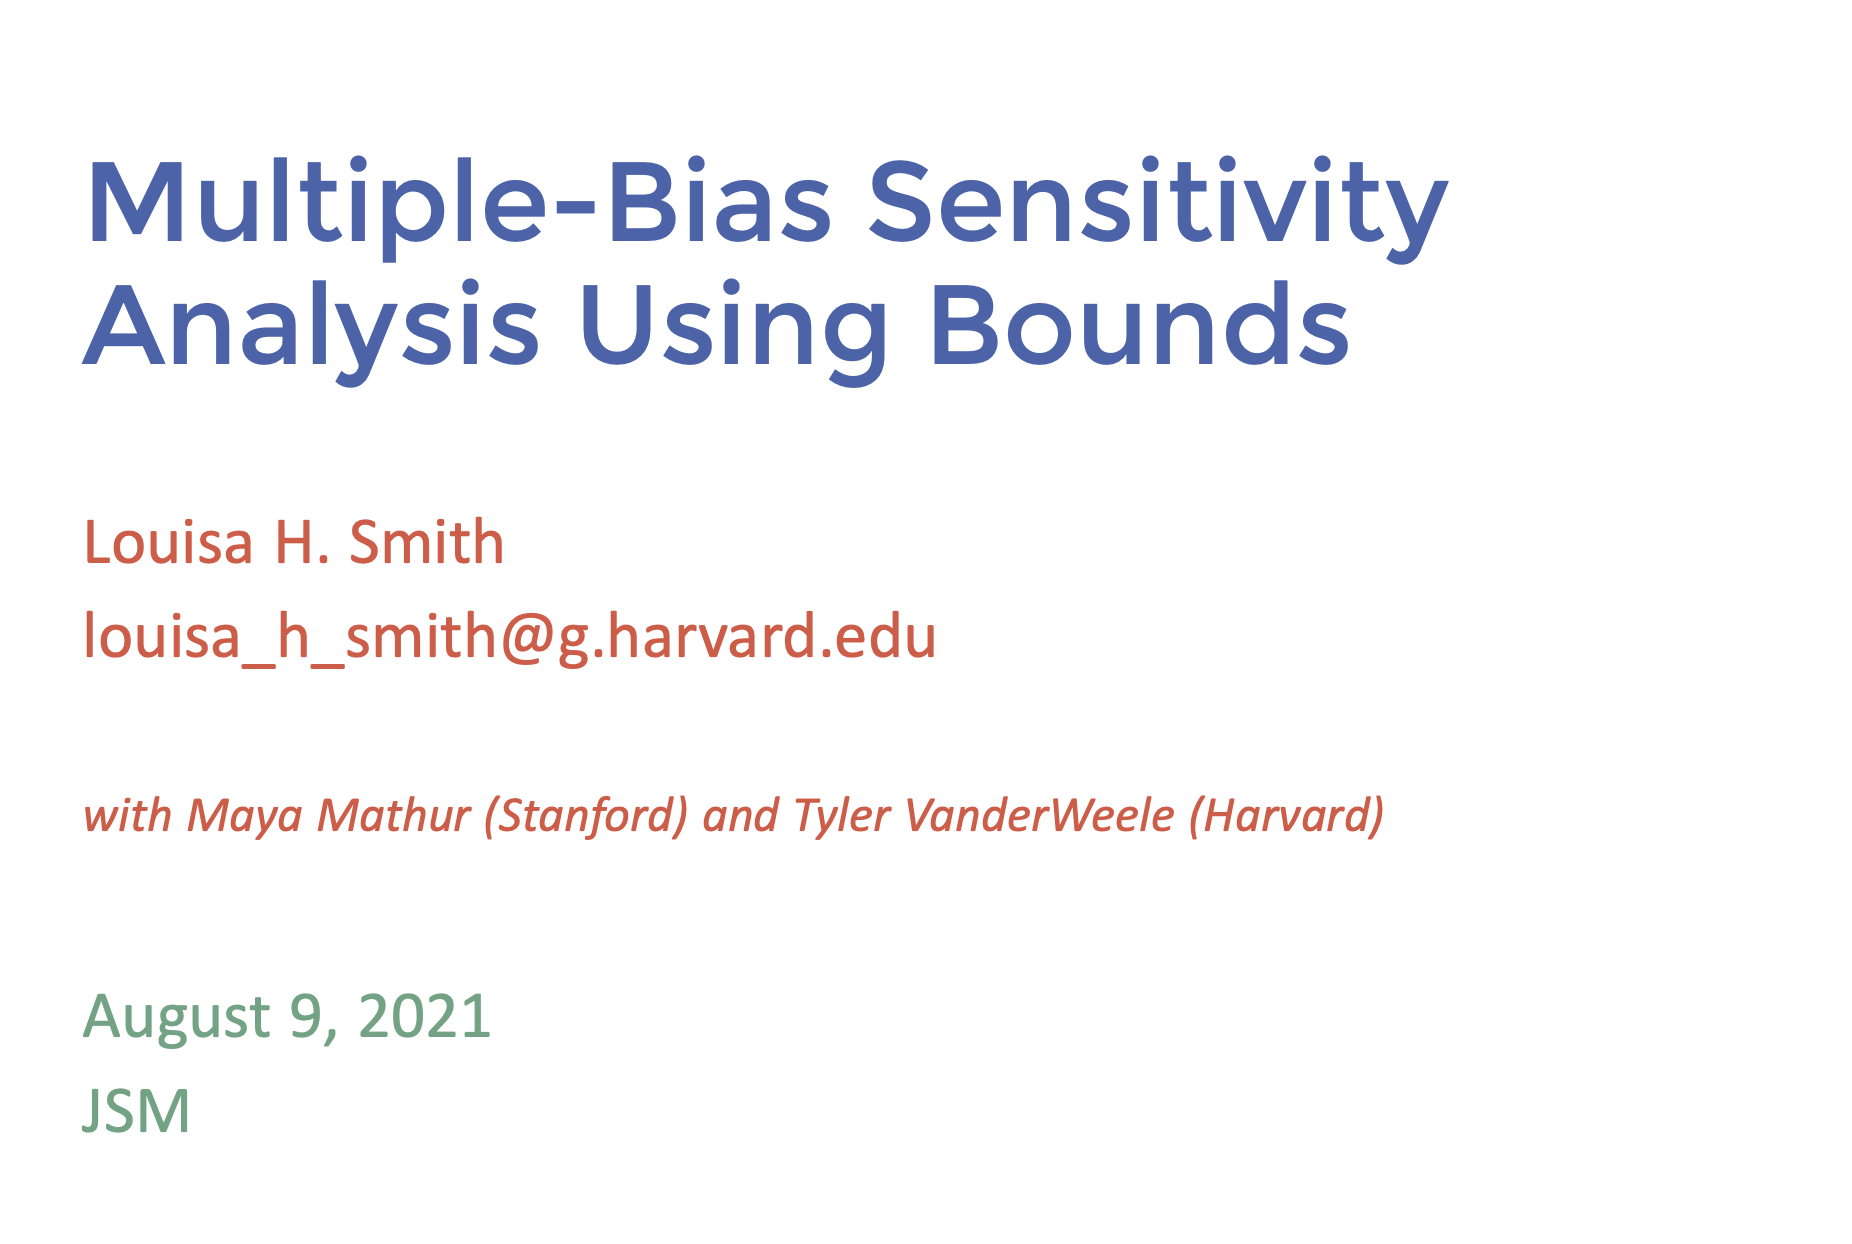 Multiple-Bias Sensitivity
Analysis Using Bounds
Louisa H. Smith
louisa_h_smith@g.harvard.edu
with Maya Mathur (Stanford) and Tyler VanderWeele (Harvard)
August 9, 2021
JSM